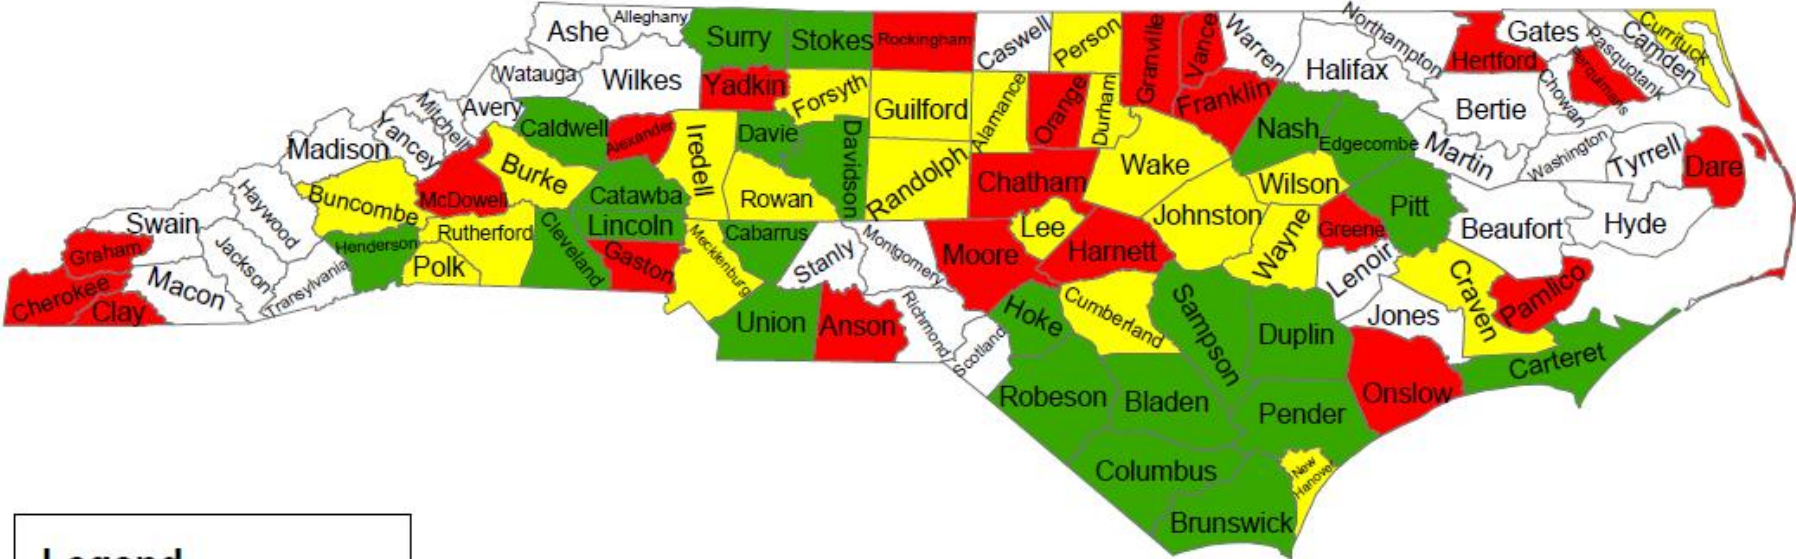 Ashe
Alleghany
Surry
Stokes
Rockingham
Caswell
Person
Granville
Vance
Warren
Northampton
Hertford
Gates
Camden
Currituck
Pasquotank
Perquimans
Chowan
Watauga
Wilkes
Yadkin
Forsyth
Guilford
Alamance
Orange
Durham
Franklin
Halifax
Bertie
Mitchell
Avery
Caldwell
Alexander
Iredell
Davie
Davidson
Randolph
Chatham
Wake
Nash
Edgecombe
Martin
Washington
Tyrrell
Dare
Madison
Yancey
McDowell
Burke
Catawba
Rowan
Wilson
Pitt
Beaufort
Hyde
Swain
Haywood
Buncombe
Rutherford
Cleveland
Lincoln
Cabarrus
Stanly
Montgomery
Moore
Lee
Harnett
Johnston
Wayne
Greene
Lenoir
Graham
Jackson
Henderson
Polk
Gaston
Mecklenburg
Cherokee
Clay
Macon
Transylvania
Union
Anson
Richmond
Scotland
Hoke
Cumberland
Sampson
Duplin
Jones
Craven
Pamlico
Carteret
Onslow
Robeson
Bladen
Pender
Columbus
New
Hanover
Brunswick
Legend